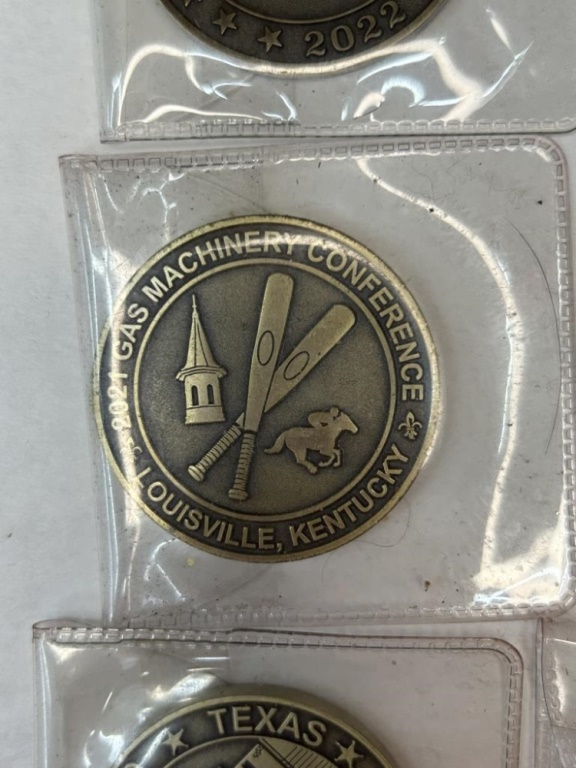 2022
2021 GAS MACHINERY CONFERENCE
LOUISVILLE, KENTUCKY
TEXAS